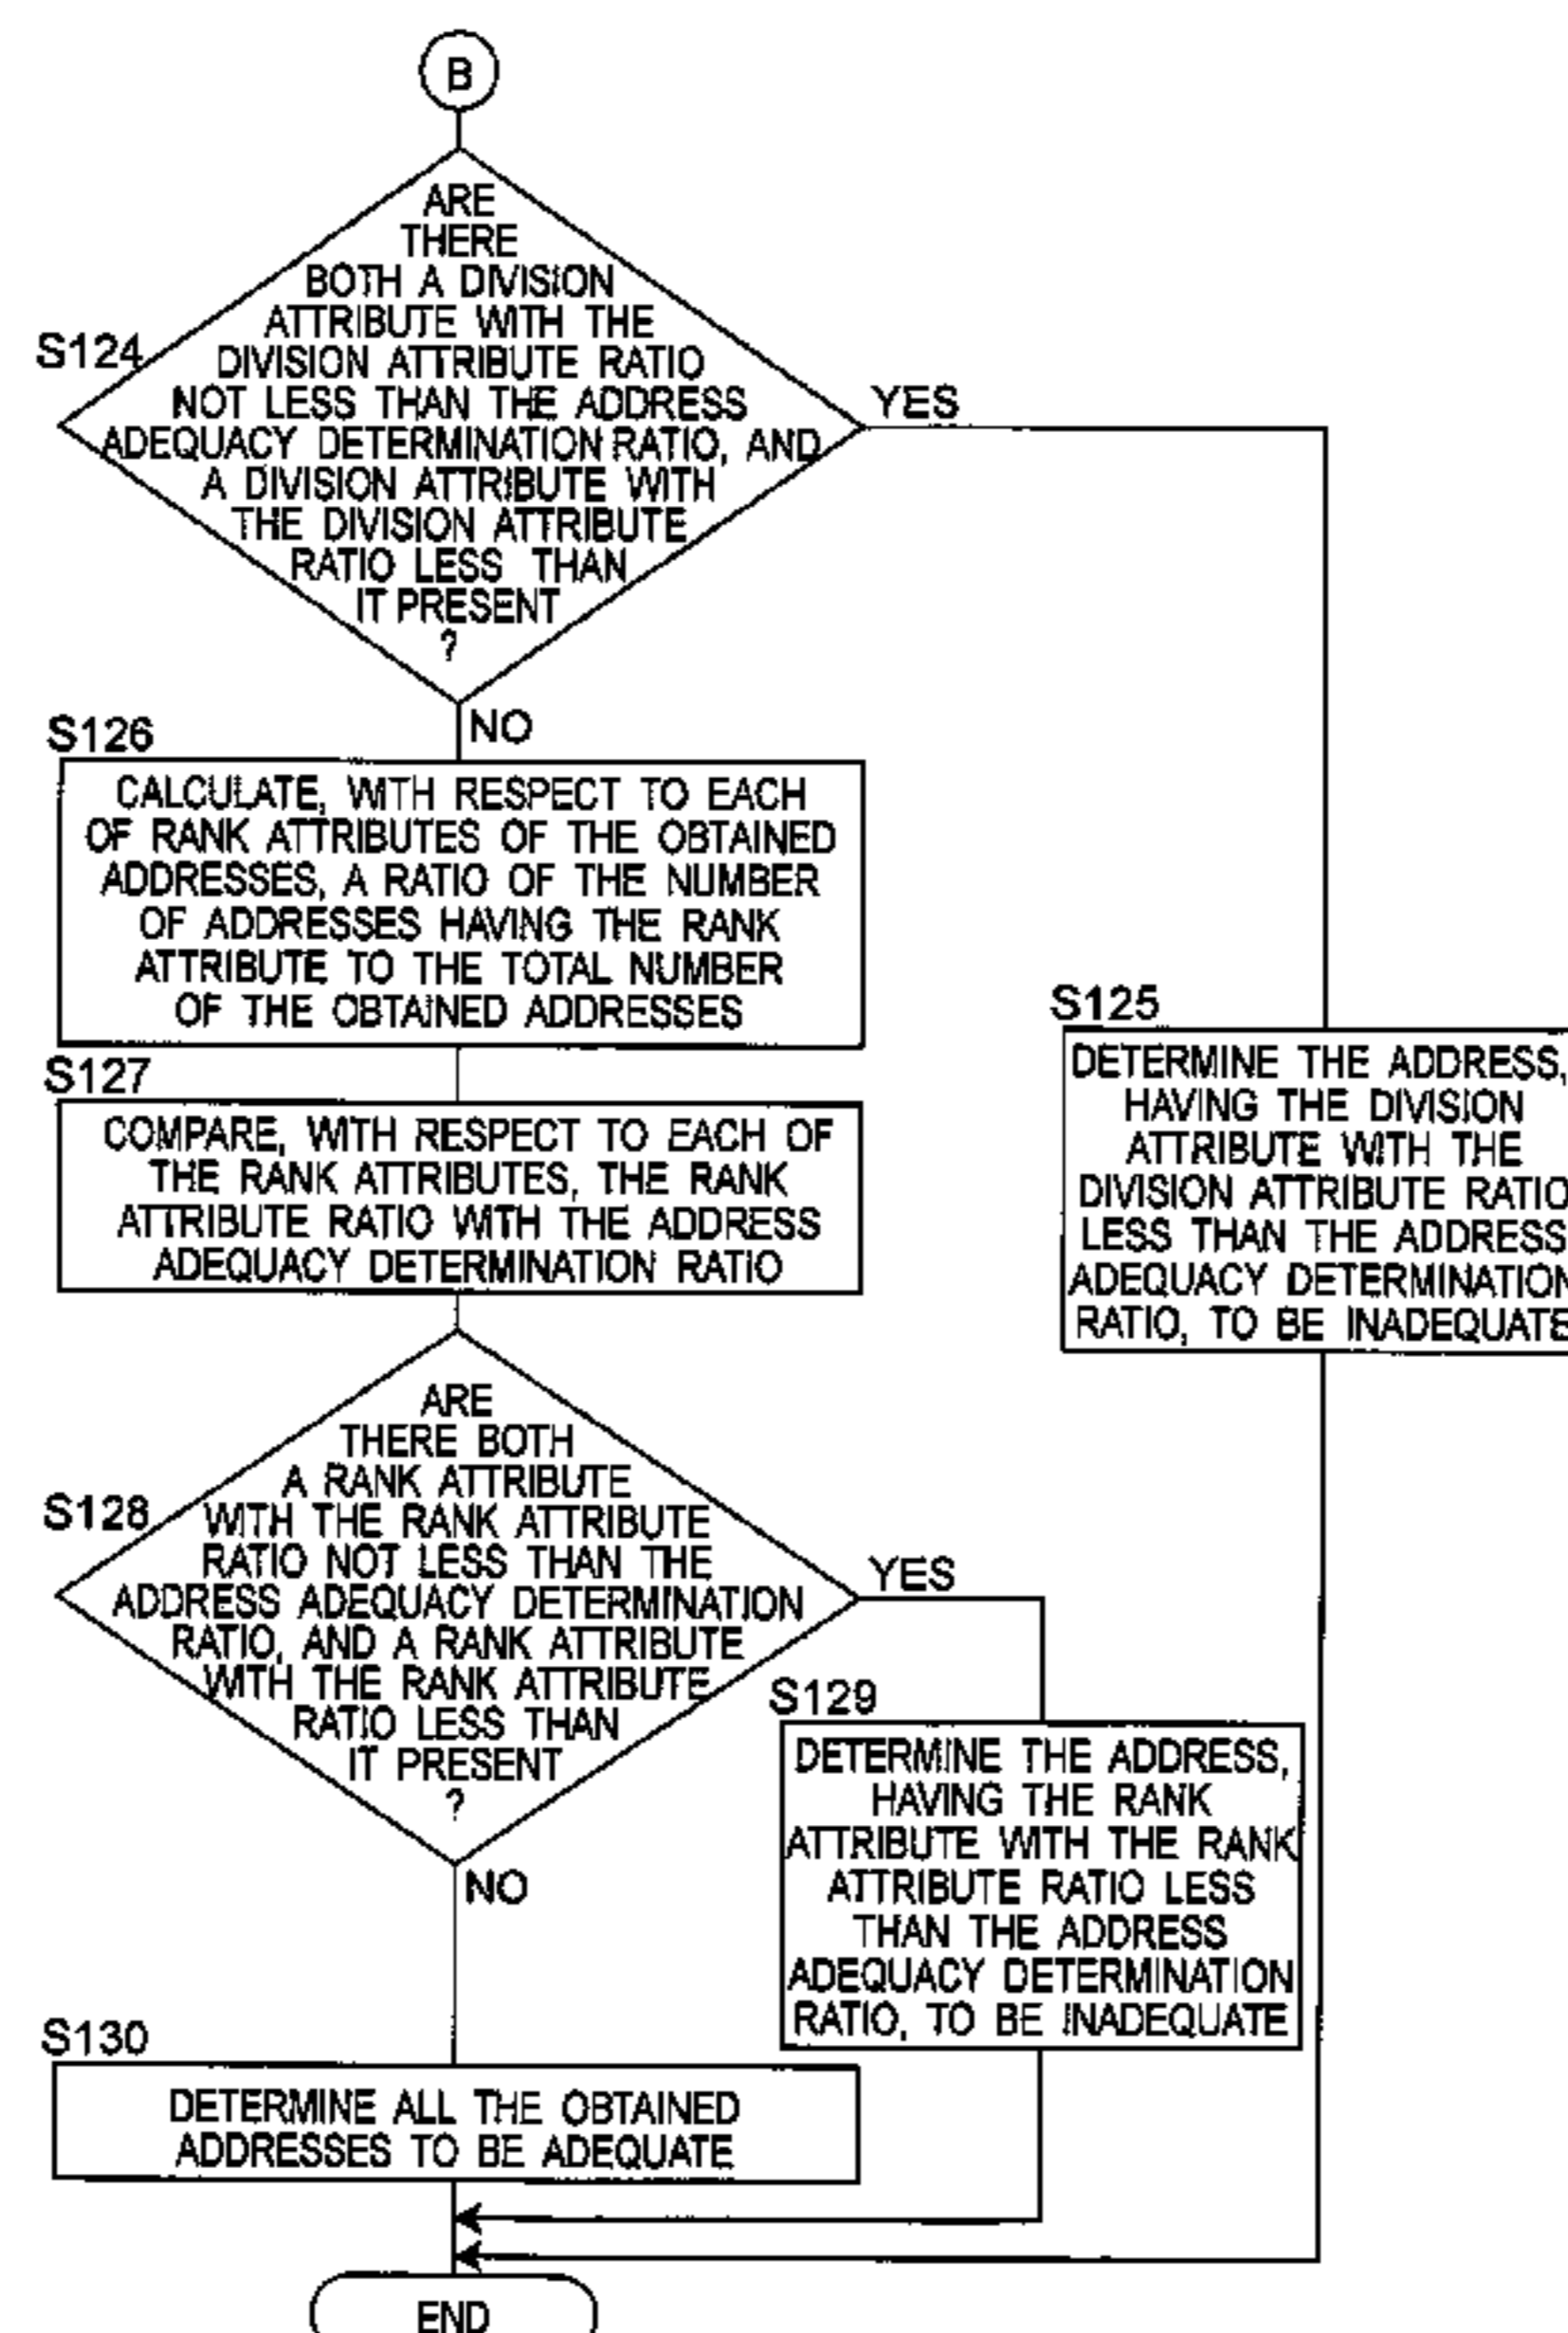 B
ARE
THERE
BOTH A DIVISION
ATTRIBUTE WITH THE
S124
DIVISION ATTRIBUTE RATIO
NOT LESS THAN THE ADDRESS
YES
ADEQUACY DETERMINATION RATIO, AND
A DIVISION ATTRIBUTE WITH
THE DIVISION ATTRIBUTE
RATIO LESS THAN
IT PRESENT
?
NO
S126
CALCULATE, WITH RESPECT TO EACH
OF RANK ATTRIBUTES OF THE OBTAINED
ADDRESSES, A RATIO OF THE NUMBER
OF ADDRESSES HAVING THE RANK
ATTRIBUTE TO THE TOTAL NUMBER
OF THE OBTAINED ADDRESSES
S125
DETERMINE THE ADDRESS,
HAVING THE DIVISION
ATTRIBUTE WITH THE
DIVISION ATTRIBUTE RATIO
LESS THAN THE ADDRESS
ADEQUACY DETERMINATION
RATIO, TO BE INADEQUATE
S127
COMPARE, WITH RESPECT TO EACH OF
THE RANK ATTRIBUTES, THE RANK
ATTRIBUTE RATIO WITH THE ADDRESS
ADEQUACY DETERMINATION RATIO
ARE
THERE BOTH
A RANK ATTRIBUTE
S128
WITH THE RANK ATTRIBUTE
RATIO NOT LESS THAN THE
YES
ADDRESS ADEQUACY DETERMINATION
RATIO, AND A RANK ATTRIBUTE
WITH THE RANK ATTRIBUTE
RATIO LESS THAN
IT PRESENT
?
NO
S129
DETERMINE THE ADDRESS,
HAVING THE RANK
ATTRIBUTE WITH THE RANK
ATTRIBUTE RATIO LESS
THAN THE ADDRESS
ADEQUACY DETERMINATION
RATIO, TO BE INADEQUATE
S130
DETERMINE ALL THE OBTAINED
ADDRESSES TO BE ADEQUATE
END